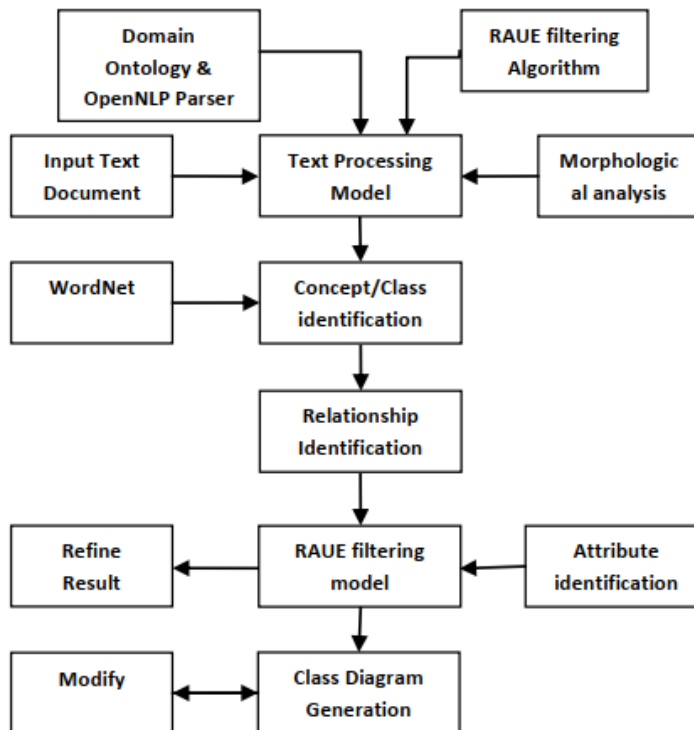 Domain
Ontology &
OpenNLP Parser
RAUE filtering
Algorithm
Input Text
Document
Text Processing
Model
Morphologic
al analysis
WordNet
Concept/Class
identification
Relationship
Identification
Refine
Result
RAUE filtering
model
Attribute
identification
Modify
Class Diagram
Generation